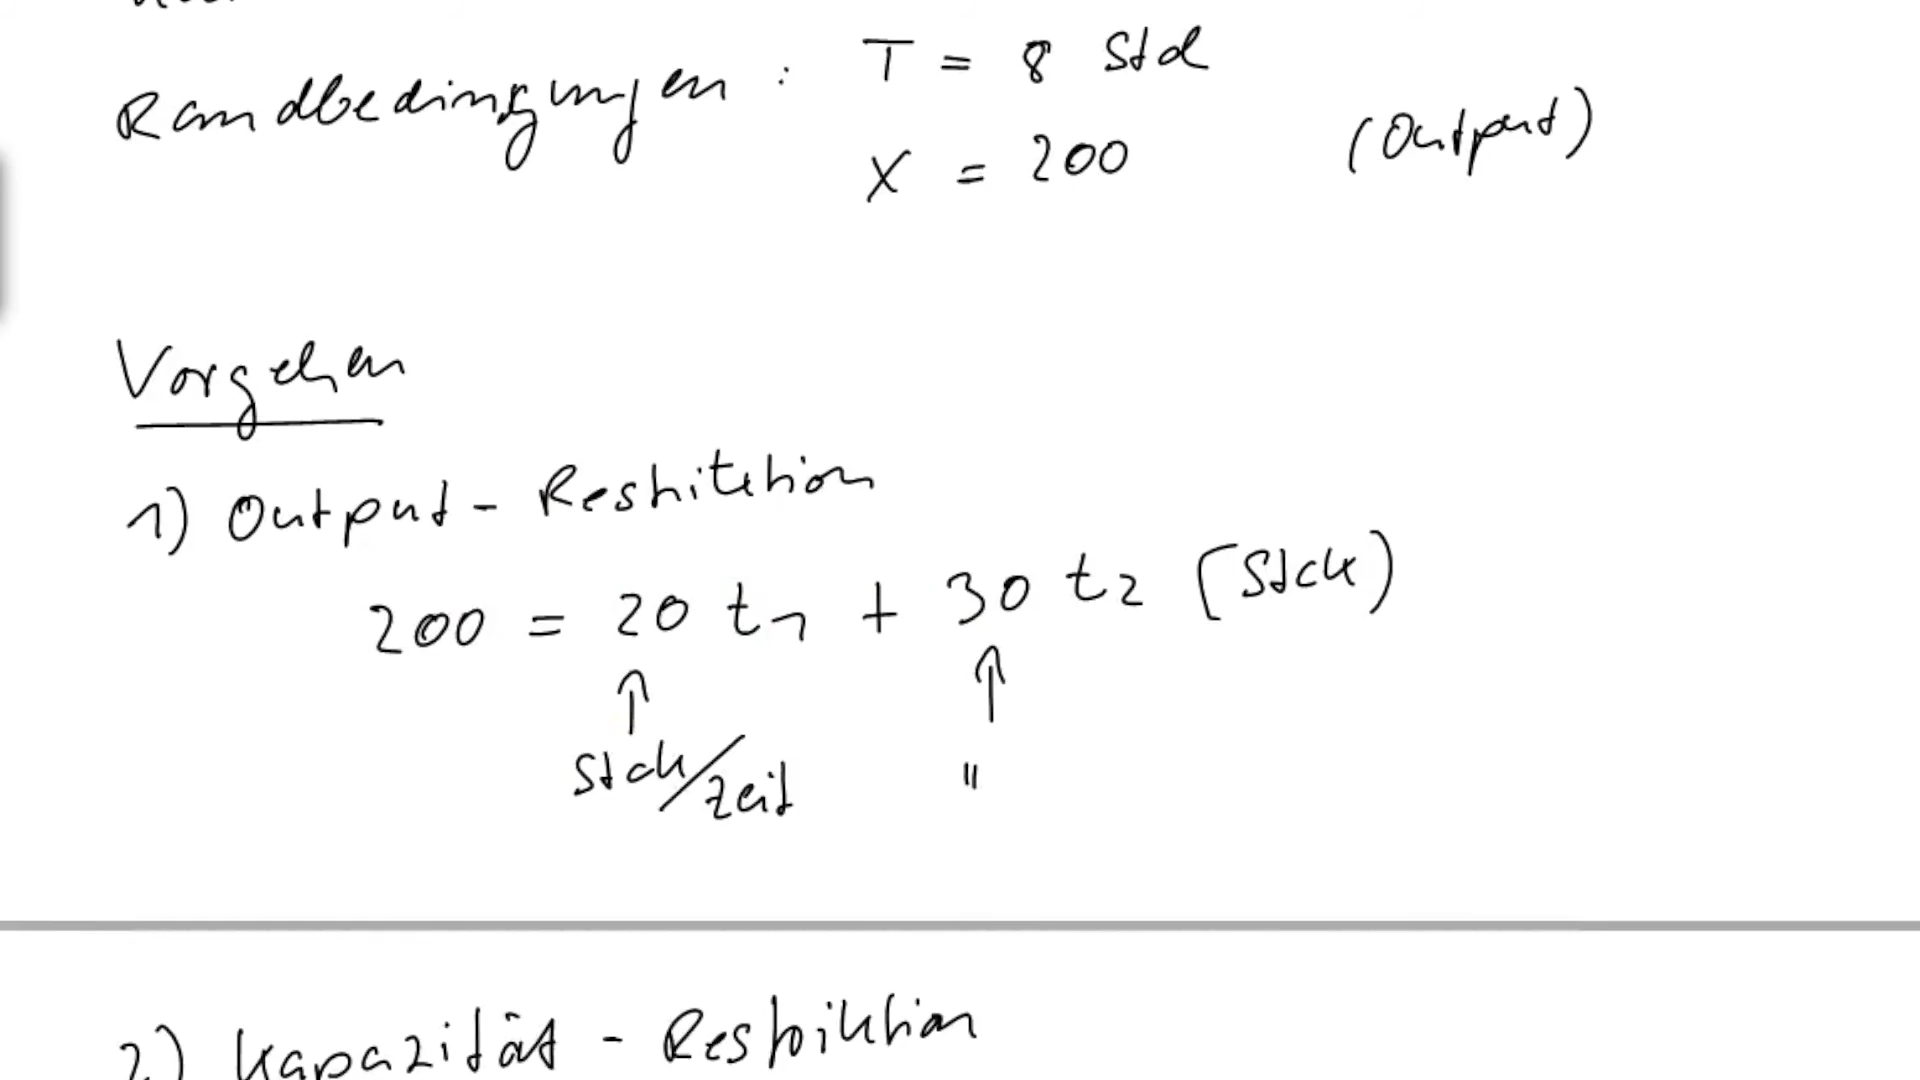 Randbedingungen : T = 8 Std
X = 200 (Output)
Vorgehen
1) Output - Restriktion
200 = 20 t1 + 30 t2 [Stck]
↑ ↑
Stck/Zeit "
2) Kapazität - Restriktion